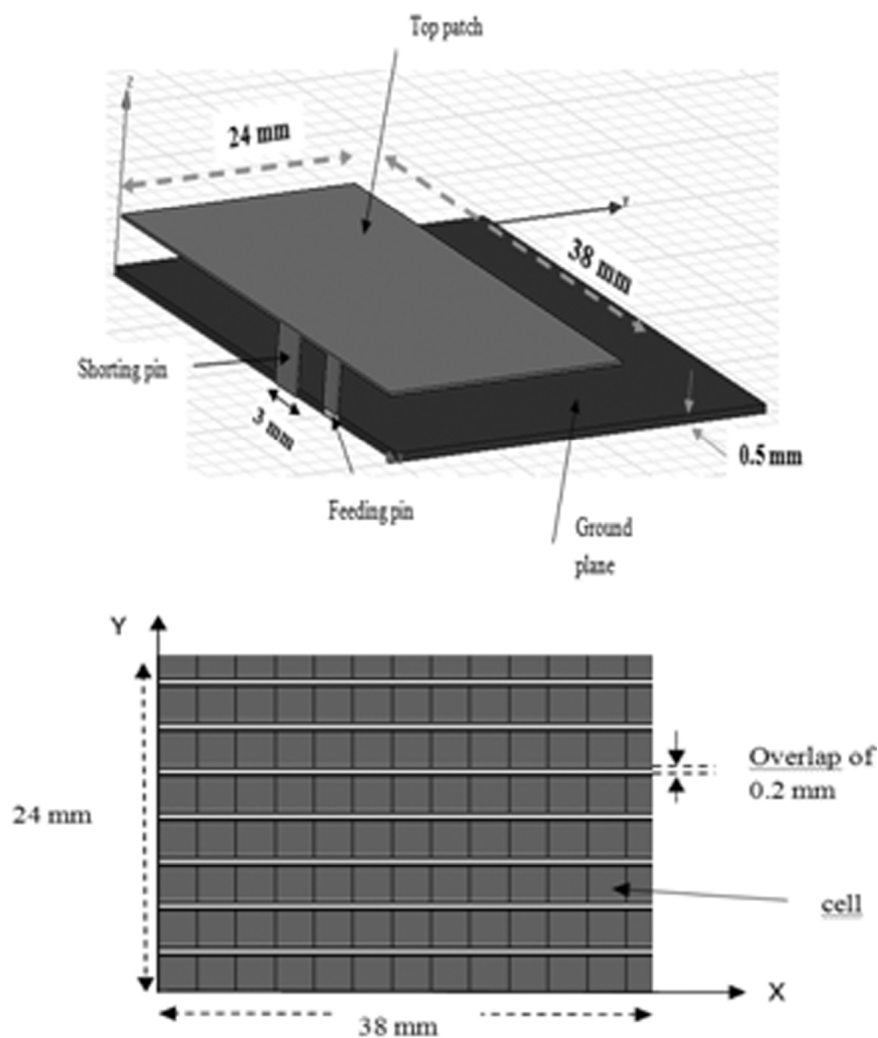 Top patch
Z
24 mm
Y
38 mm
Shorting pin
3 mm
0.5 mm
Feeding pin
Ground
plane
Y
Overlap of
0.2 mm
24 mm
cell
X
38 mm